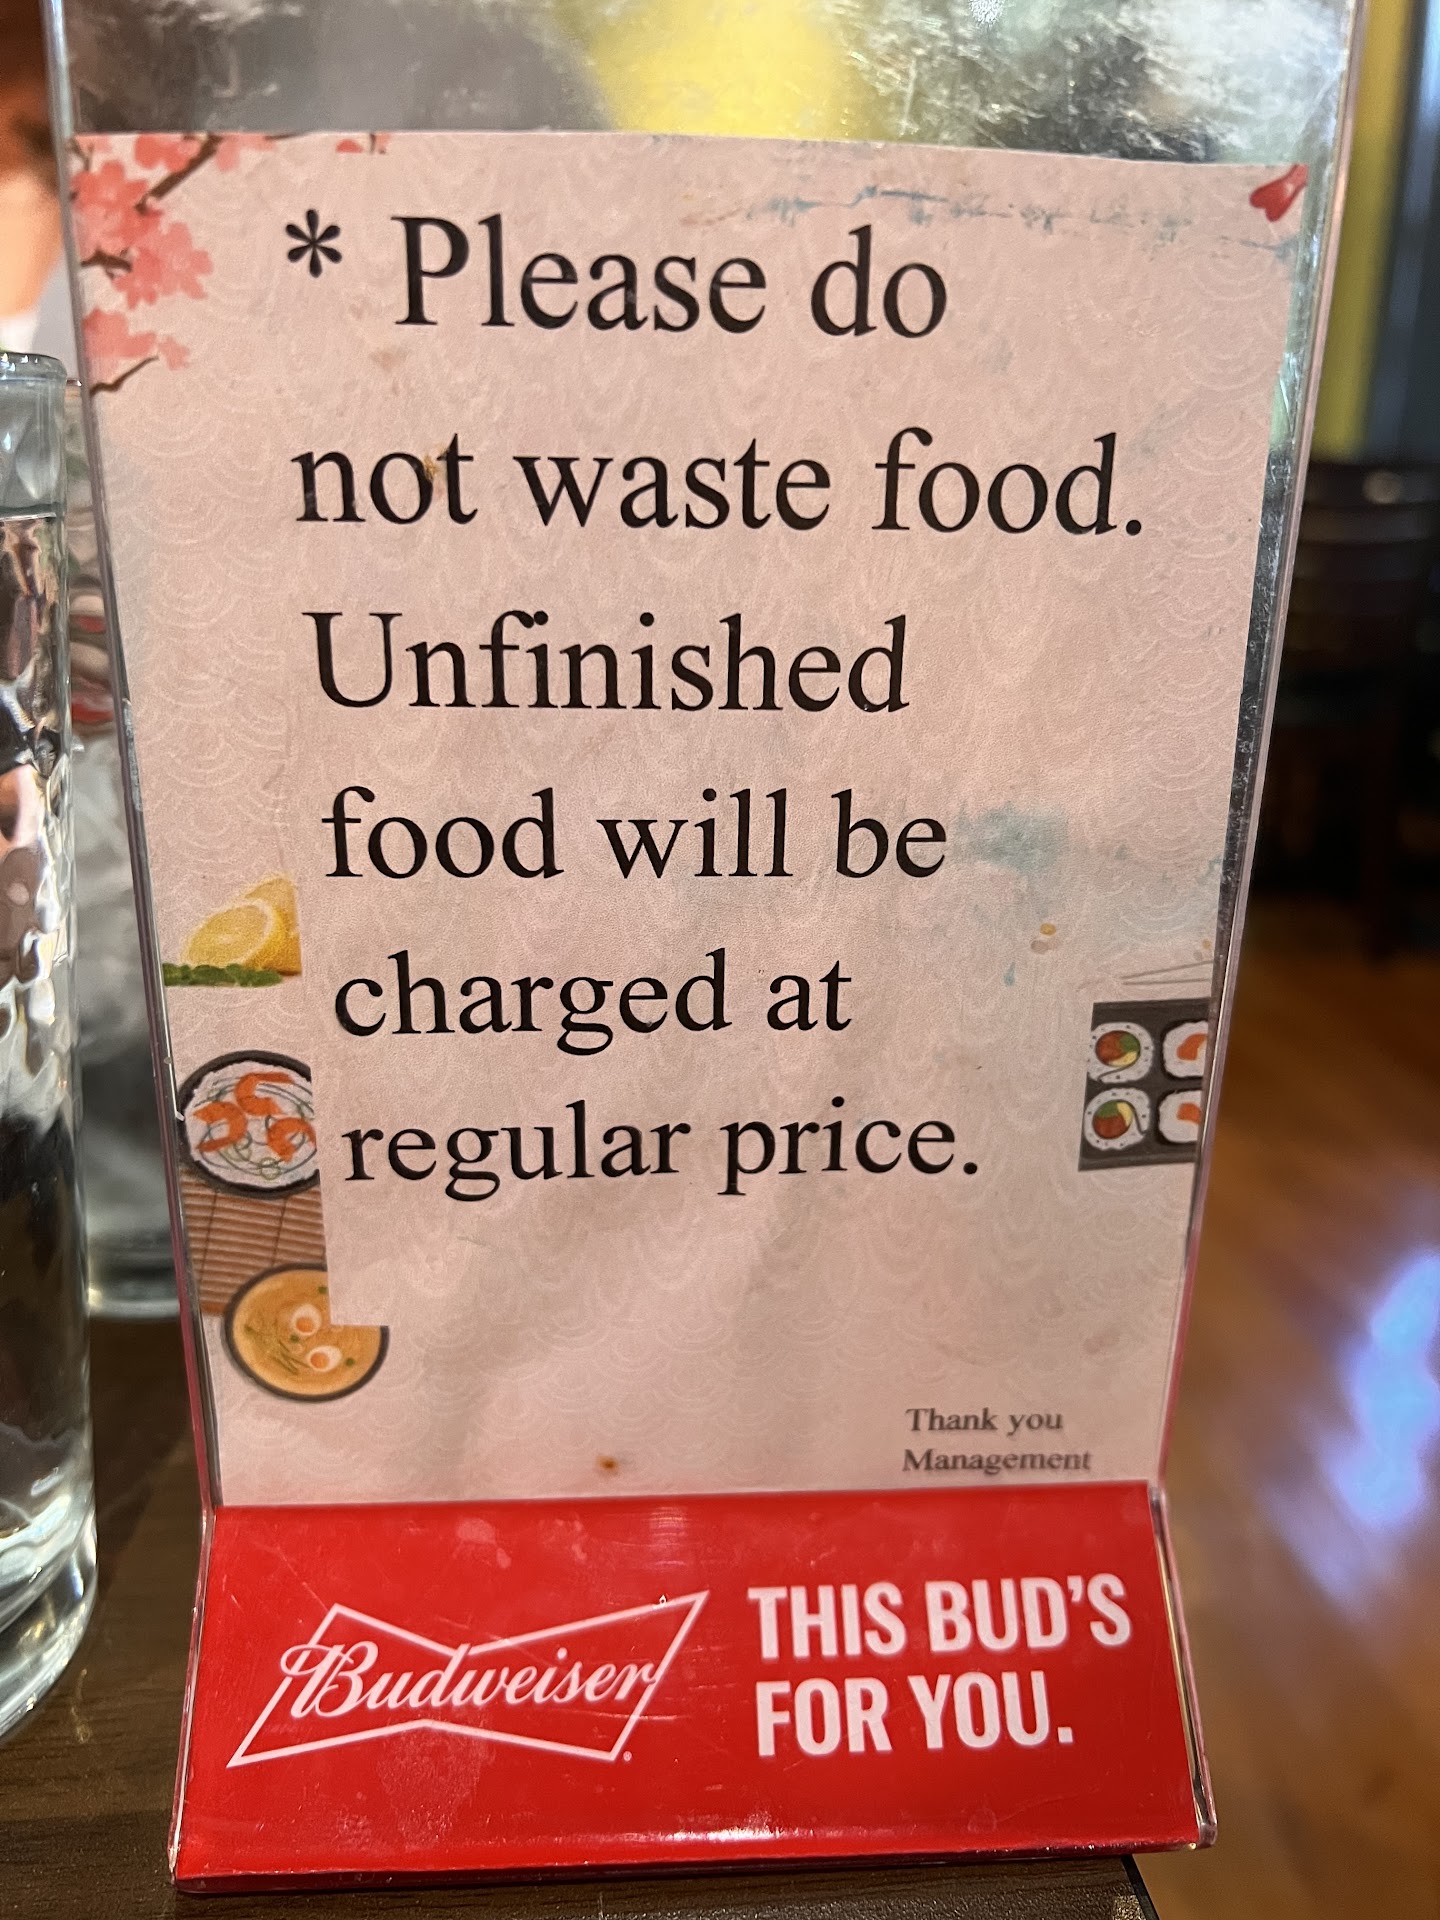 * Please do
not waste food.
Unfinished
food will be
charged at
regular price.
Thank you
Management
Budweiser
THIS BUD'S
FOR YOU.